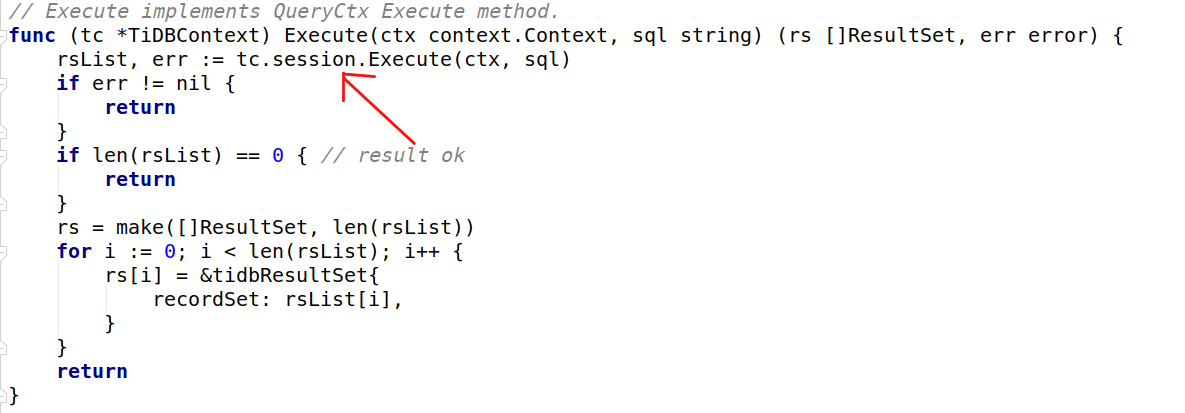 // Execute implements QueryCtx Execute method.
func (tc *TiDBContext) Execute(ctx context.Context, sql string) (rs []ResultSet, err error) {
    rsList, err := tc.session.Execute(ctx, sql)
    if err != nil {
        return
    }
    if len(rsList) == 0 { // result ok
        return
    }
    rs = make([]ResultSet, len(rsList))
    for i := 0; i < len(rsList); i++ {
        rs[i] = &tidbResultSet{
            recordSet: rsList[i],
        }
    }
    return
}